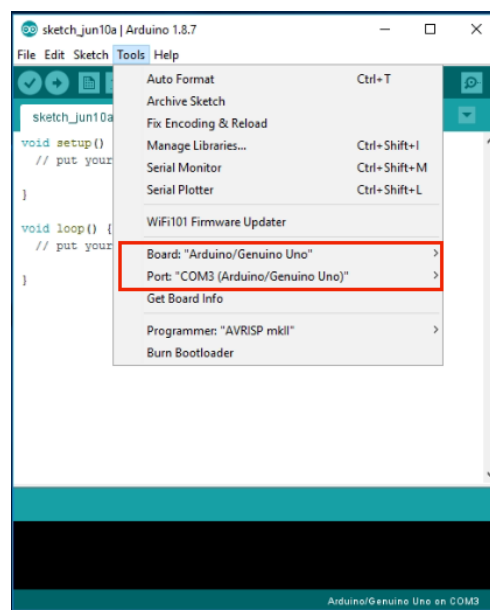 sketch_jun10a | Arduino 1.8.7
File Edit Sketch Tools Help
sketch_jun10a
Auto Format Ctrl+T
Archive Sketch
Fix Encoding & Reload
Manage Libraries... Ctrl+Shift+I
Serial Monitor Ctrl+Shift+M
Serial Plotter Ctrl+Shift+L
WiFi101 Firmware Updater
Board: "Arduino/Genuino Uno"
Port: "COM3 (Arduino/Genuino Uno)"
Get Board Info
Programmer: "AVRISP mkII"
Burn Bootloader
void setup()
// put your
}
void loop() {
// put your
}
Arduino/Genuino Uno on COM3